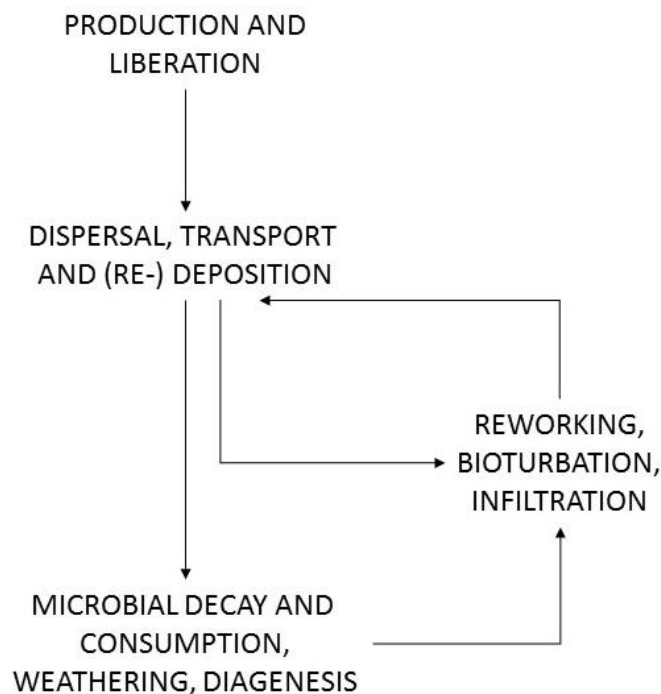 PRODUCTION AND
LIBERATION
DISPERSAL, TRANSPORT
AND (RE-) DEPOSITION
REWORKING,
BIOTURBATION,
INFILTRATION
MICROBIAL DECAY AND
CONSUMPTION,
WEATHERING, DIAGENESIS